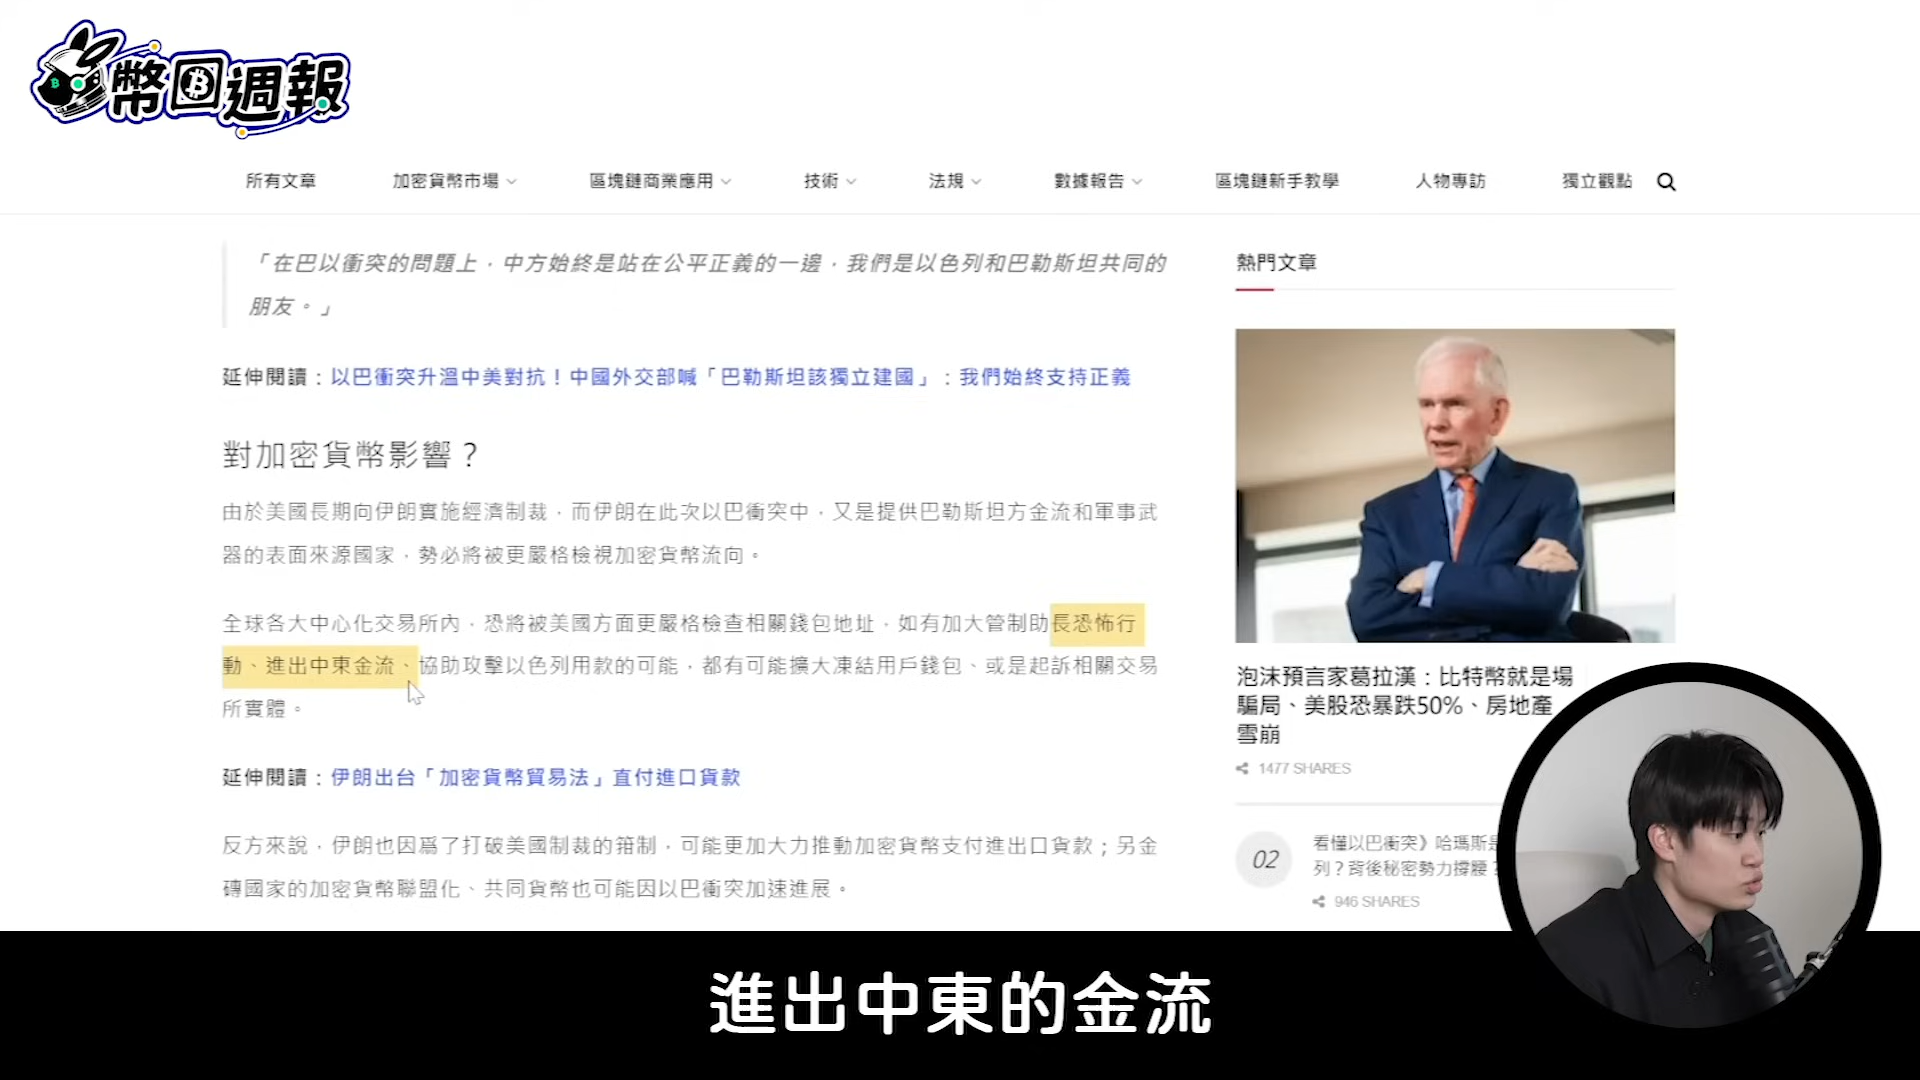 幣回週報
所有文章 加密貨幣市場 區塊鏈商業應用 技術 法規 數據報告 區塊鏈新手教學 人物專訪 獨立觀點
「在巴以衝突的問題上，中方始終是站在公平正義的一邊，我們是以色列和巴勒斯坦共同的
朋友。」
延伸閱讀：以巴衝突升溫中美對抗！中國外交部喊「巴勒斯坦該獨立建國」：我們始終支持正義
對加密貨幣影響？
由於美國長期向伊朗實施經濟制裁，而伊朗在此次以巴衝突中，又是提供巴勒斯坦方金流和軍事武
器的表面來源國家，勢必將被更嚴格檢視加密貨幣流向。
全球各大中心化交易所內，恐將被美國方面更嚴格檢查相關錢包地址，如有加大管制助長恐怖行
動、進出中東金流、協助攻擊以色列用款的可能，都有可能擴大凍結用戶錢包、或是起訴相關交易
所實體。
延伸閱讀：伊朗出台「加密貨幣貿易法」直付進口貨款
反方來說，伊朗也因爲了打破美國制裁的箝制，可能更加大力推動加密貨幣支付進出口貨款；另金
磚國家的加密貨幣聯盟化、共同貨幣也可能因以巴衝突加速進展。
熱門文章
泡沫預言家葛拉漢：比特幣就是場
騙局、美股恐暴跌50%、房地產
雪崩
1477 SHARES
02
看懂以巴衝突》哈瑪斯是
列？背後秘密勢力撐腰？
946 SHARES
進出中東的金流